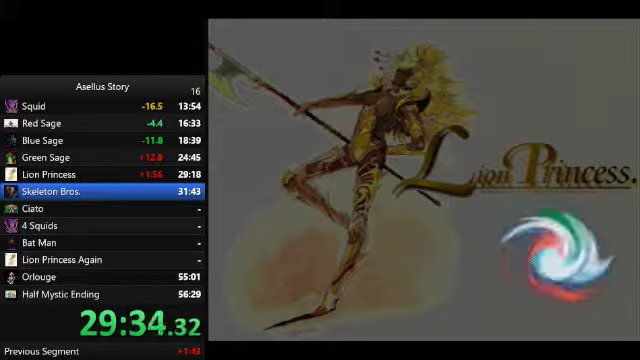 Asellus Story
16
Squid -16.5 13:54
Red Sage -4.4 16:33
Blue Sage -11.8 18:39
Green Sage +12.9 24:45
Lion Princess +1:56 29:18
Skeleton Bros. 31:43
Ciato -
4 Squids -
Bat Man -
Lion Princess Again -
Orlouge 55:01
Half Mystic Ending 56:29
29:34.32
Previous Segment +1:43
Lion Princess.